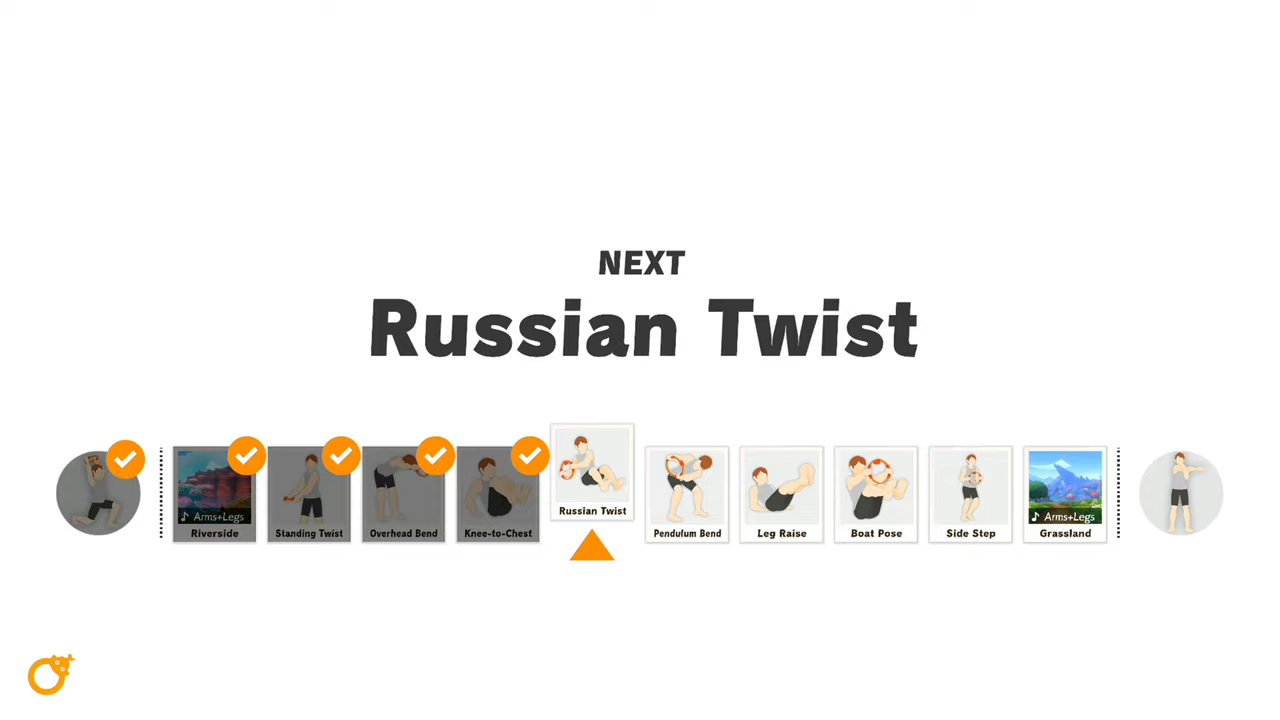 NEXT
Russian Twist
♪ Arms+Legs
Riverside
Standing Twist
Overhead Bend
Knee-to-Chest
Russian Twist
Pendulum Bend
Leg Raise
Boat Pose
Side Step
♪ Arms+Legs
Grassland